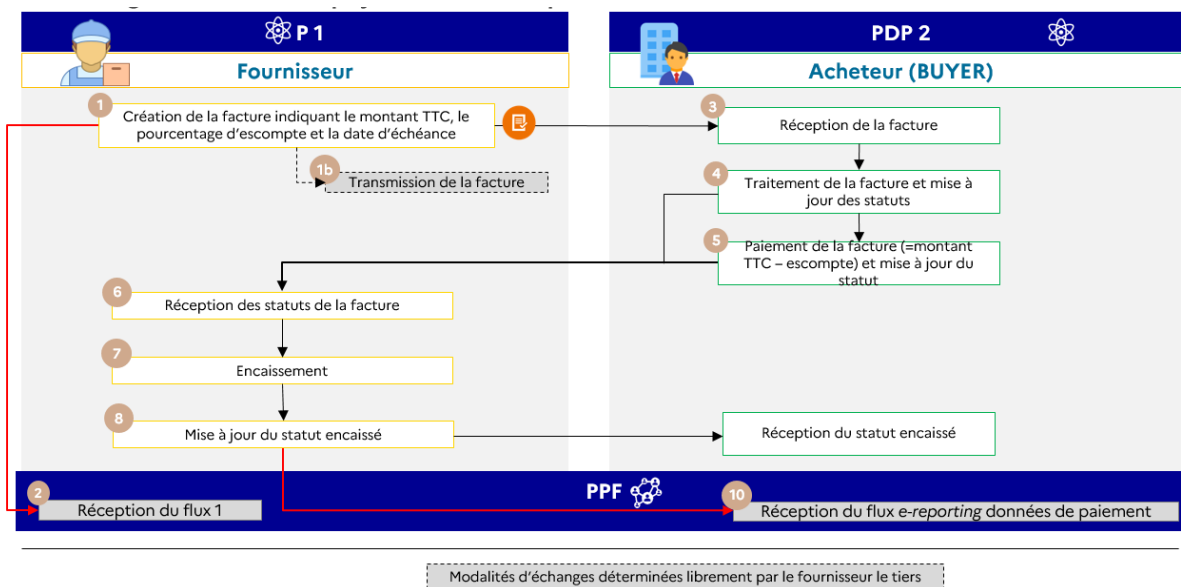 P 1
PDP 2
Fournisseur
Acheteur (BUYER)
1
Création de la facture indiquant le montant TTC, le
pourcentage d'escompte et la date d'échéance
3
Réception de la facture
1b
Transmission de la facture
4
Traitement de la facture et mise à
jour des statuts
5
Paiement de la facture (=montant
TTC – escompte) et mise à jour du
statut
6
Réception des statuts de la facture
7
Encaissement
8
Mise à jour du statut encaissé
Réception du statut encaissé
PPF
2
Réception du flux 1
10
Réception du flux e-reporting données de paiement
Modalités d'échanges déterminées librement par le fournisseur le tiers